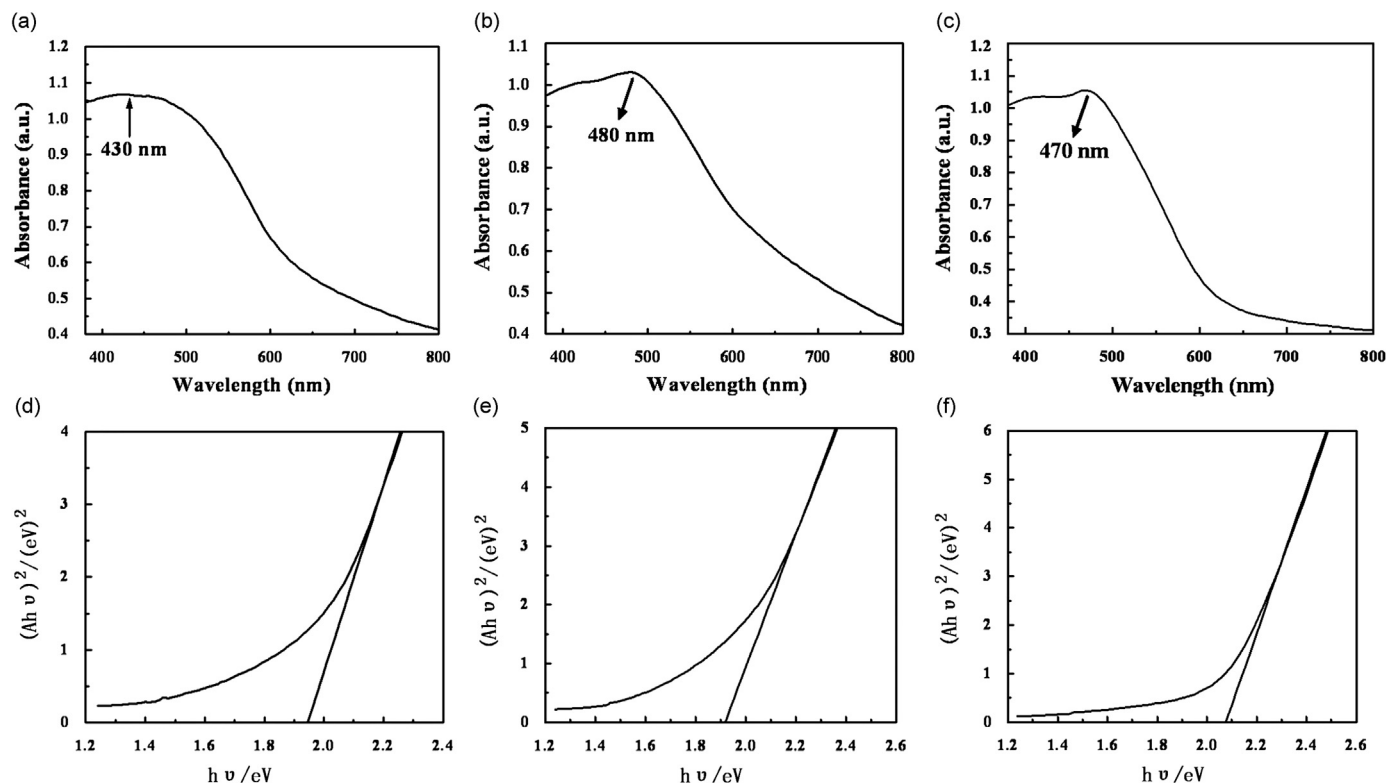 (a)
1.2
1.1
1.0
0.9
0.8
0.7
0.6
0.5
0.4
Absorbance (a.u.)
430 nm
400 500 600 700 800
Wavelength (nm)
(b)
1.1
1.0
0.9
0.8
0.7
0.6
0.5
0.4
Absorbance (a.u.)
480 nm
400 500 600 700 800
Wavelength (nm)
(c)
1.2
1.1
1.0
0.9
0.8
0.7
0.6
0.5
0.4
0.3
Absorbance (a.u.)
470 nm
400 500 600 700 800
Wavelength (nm)
(d)
4
3
2
1
0
(Ah υ)²/(eV)²
1.2 1.4 1.6 1.8 2.0 2.2 2.4
h υ/eV
(e)
5
4
3
2
1
0
(Ah υ)²/(eV)²
1.2 1.4 1.6 1.8 2.0 2.2 2.4 2.6
h υ/eV
(f)
6
5
4
3
2
1
0
(Ah υ)²/(eV)²
1.2 1.4 1.6 1.8 2.0 2.2 2.4 2.6
h υ/eV